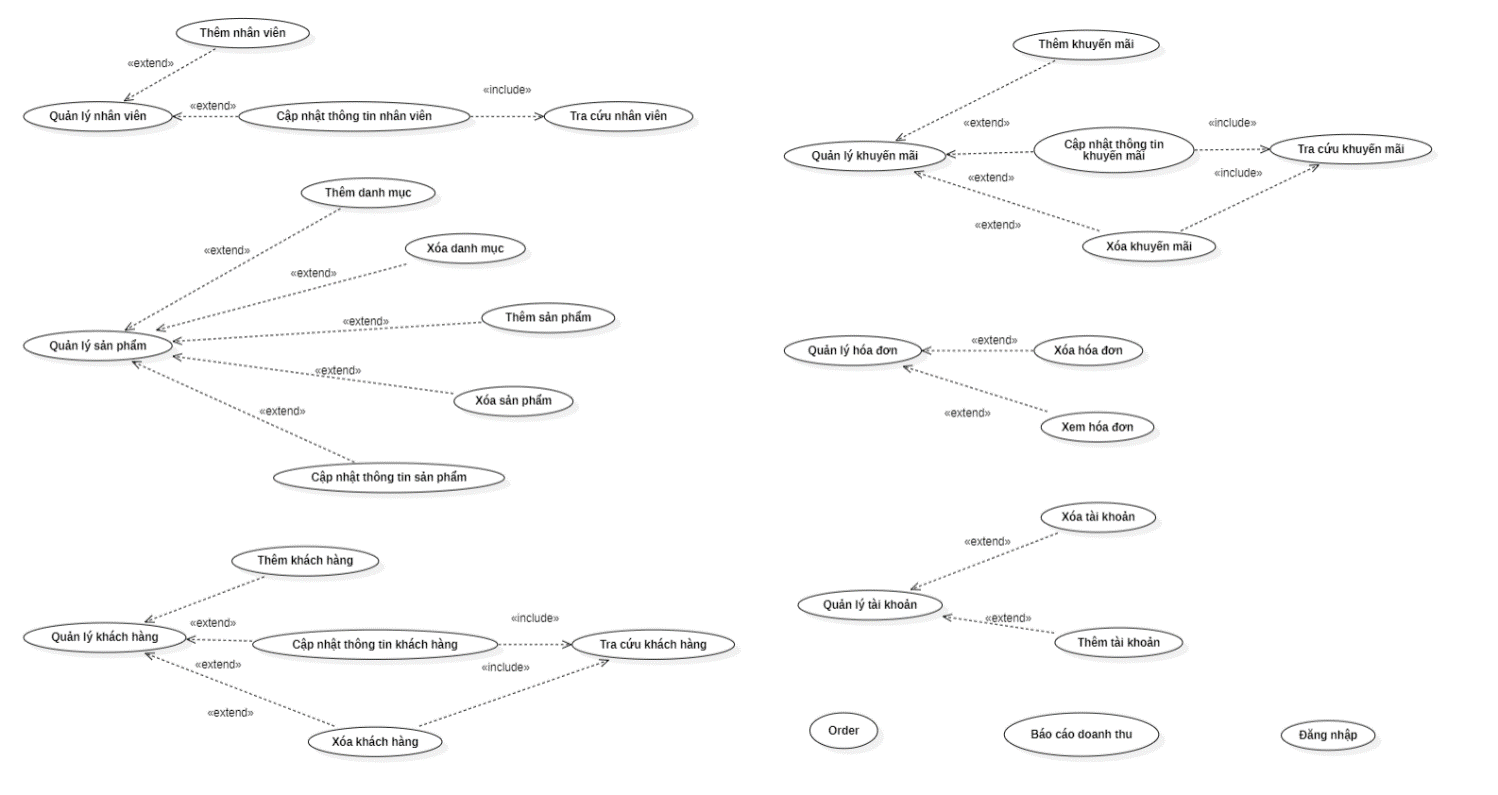 Thêm nhân viên
«extend»
Quản lý nhân viên
«extend»
Cập nhật thông tin nhân viên
«include»
Tra cứu nhân viên
Thêm danh mục
«extend»
Xóa danh mục
«extend»
Thêm sản phẩm
«extend»
Quản lý sản phẩm
«extend»
Xóa sản phẩm
«extend»
Cập nhật thông tin sản phẩm
Thêm khách hàng
Quản lý khách hàng
«extend»
Cập nhật thông tin khách hàng
«include»
Tra cứu khách hàng
«extend»
«include»
«extend»
Xóa khách hàng
Thêm khuyến mãi
«extend»
Quản lý khuyến mãi
Cập nhật thông tin
khuyến mãi
«include»
Tra cứu khuyến mãi
«extend»
«include»
«extend»
Xóa khuyến mãi
Quản lý hóa đơn
«extend»
Xóa hóa đơn
«extend»
Xem hóa đơn
Xóa tài khoản
«extend»
Quản lý tài khoản
«extend»
Thêm tài khoản
Order
Báo cáo doanh thu
Đăng nhập